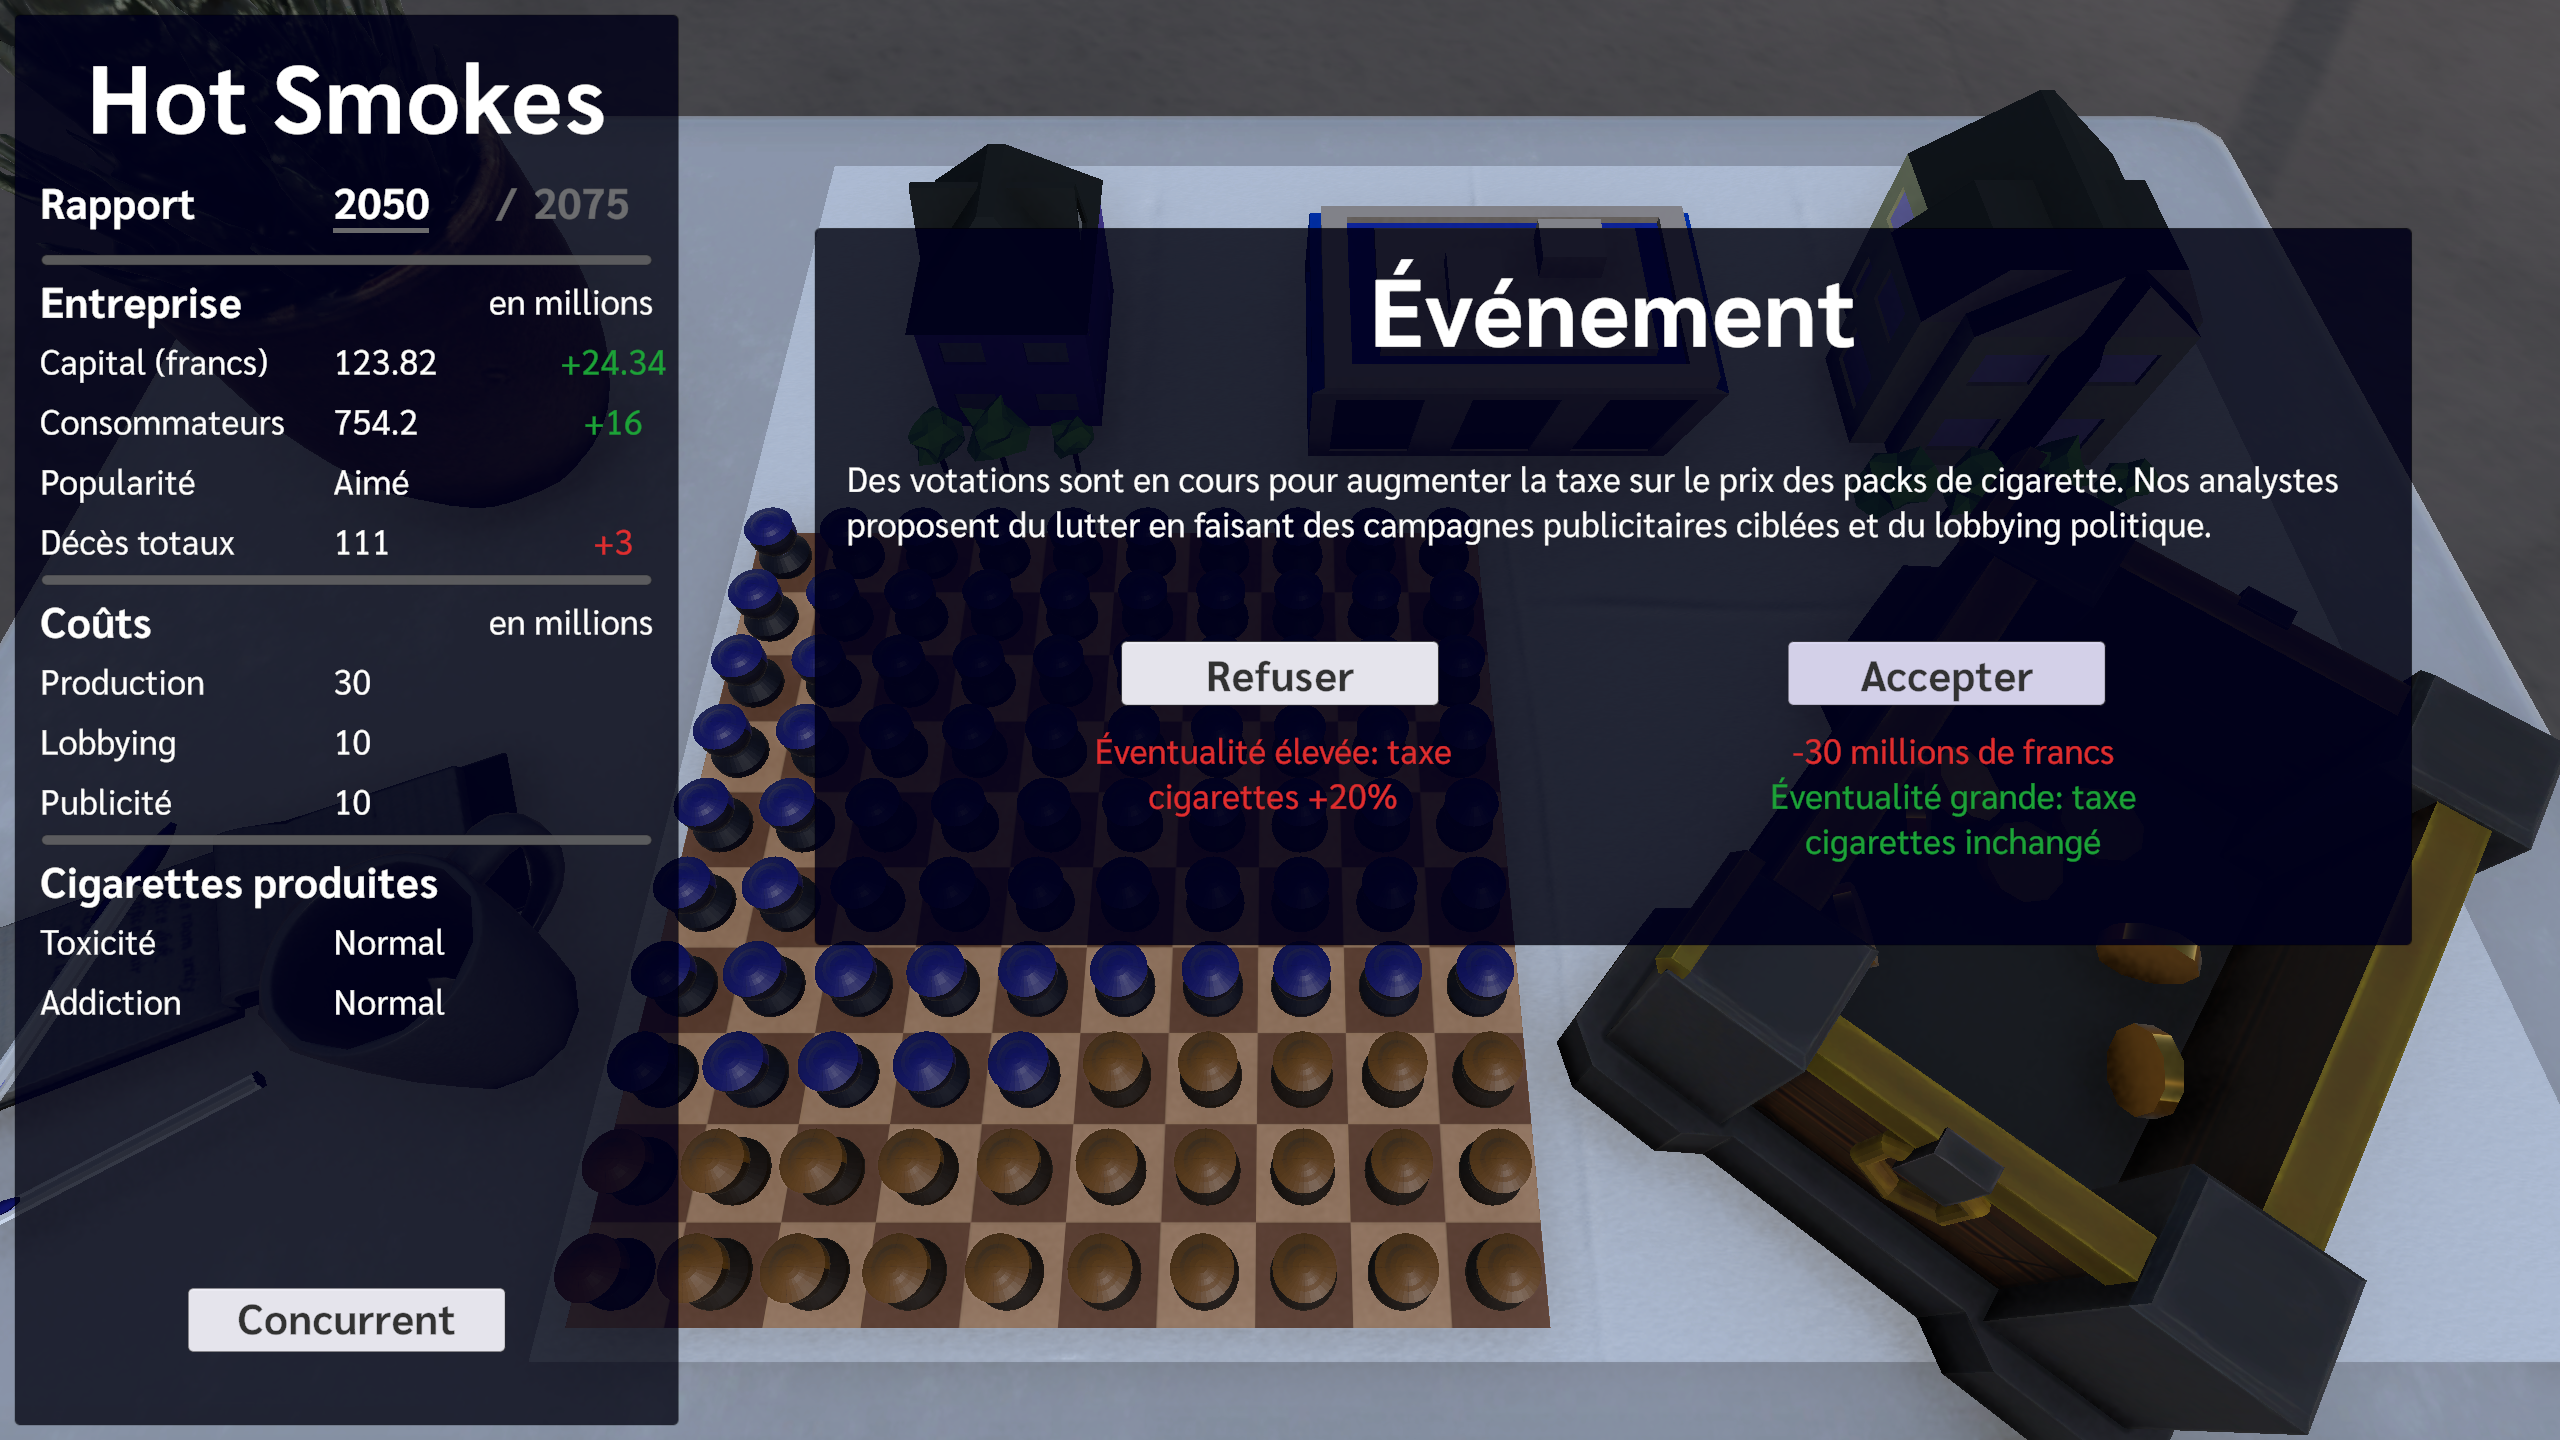 Hot Smokes
Rapport 2050 / 2075
Entreprise en millions
Capital (francs) 123.82 +24.34
Consommateurs 754.2 +16
Popularité Aimé
Décès totaux 111 +3
Coûts en millions
Production 30
Lobbying 10
Publicité 10
Cigarettes produites
Toxicité Normal
Addiction Normal
Concurrent
Événement
Des votations sont en cours pour augmenter la taxe sur le prix des packs de cigarette. Nos analystes
proposent du lutter en faisant des campagnes publicitaires ciblées et du lobbying politique.
Refuser
Éventualité élevée: taxe
cigarettes +20%
Accepter
-30 millions de francs
Éventualité grande: taxe
cigarettes inchangé